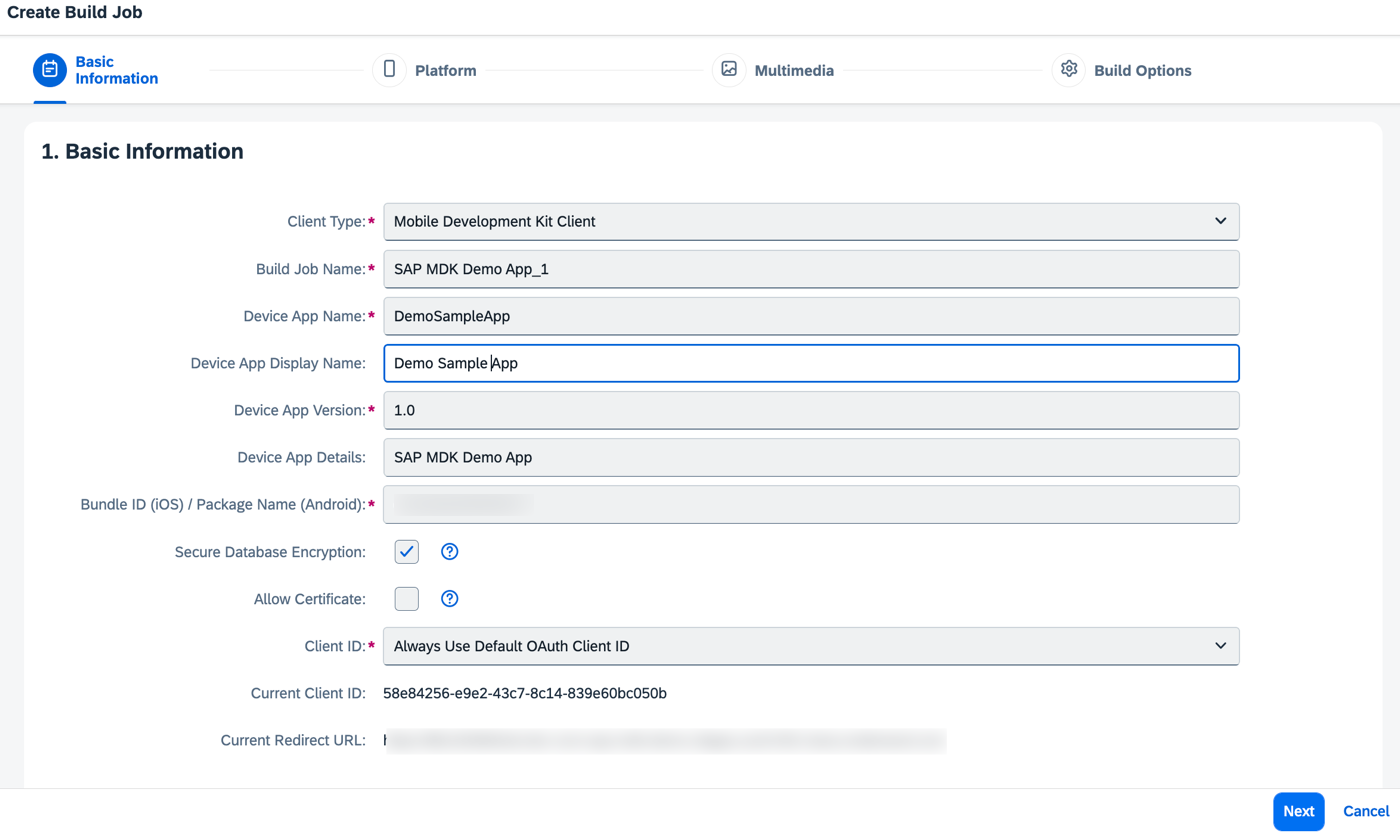 Create Build Job
Basic
Information
Platform
Multimedia
Build Options
1. Basic Information
Client Type:* Mobile Development Kit Client
Build Job Name:* SAP MDK Demo App_1
Device App Name:* DemoSampleApp
Device App Display Name: Demo Sample App
Device App Version:* 1.0
Device App Details: SAP MDK Demo App
Bundle ID (iOS) / Package Name (Android):*
Secure Database Encryption:
Allow Certificate:
Client ID:* Always Use Default OAuth Client ID
Current Client ID: 58e84256-e9e2-43c7-8c14-839e60bc050b
Current Redirect URL:
Next Cancel